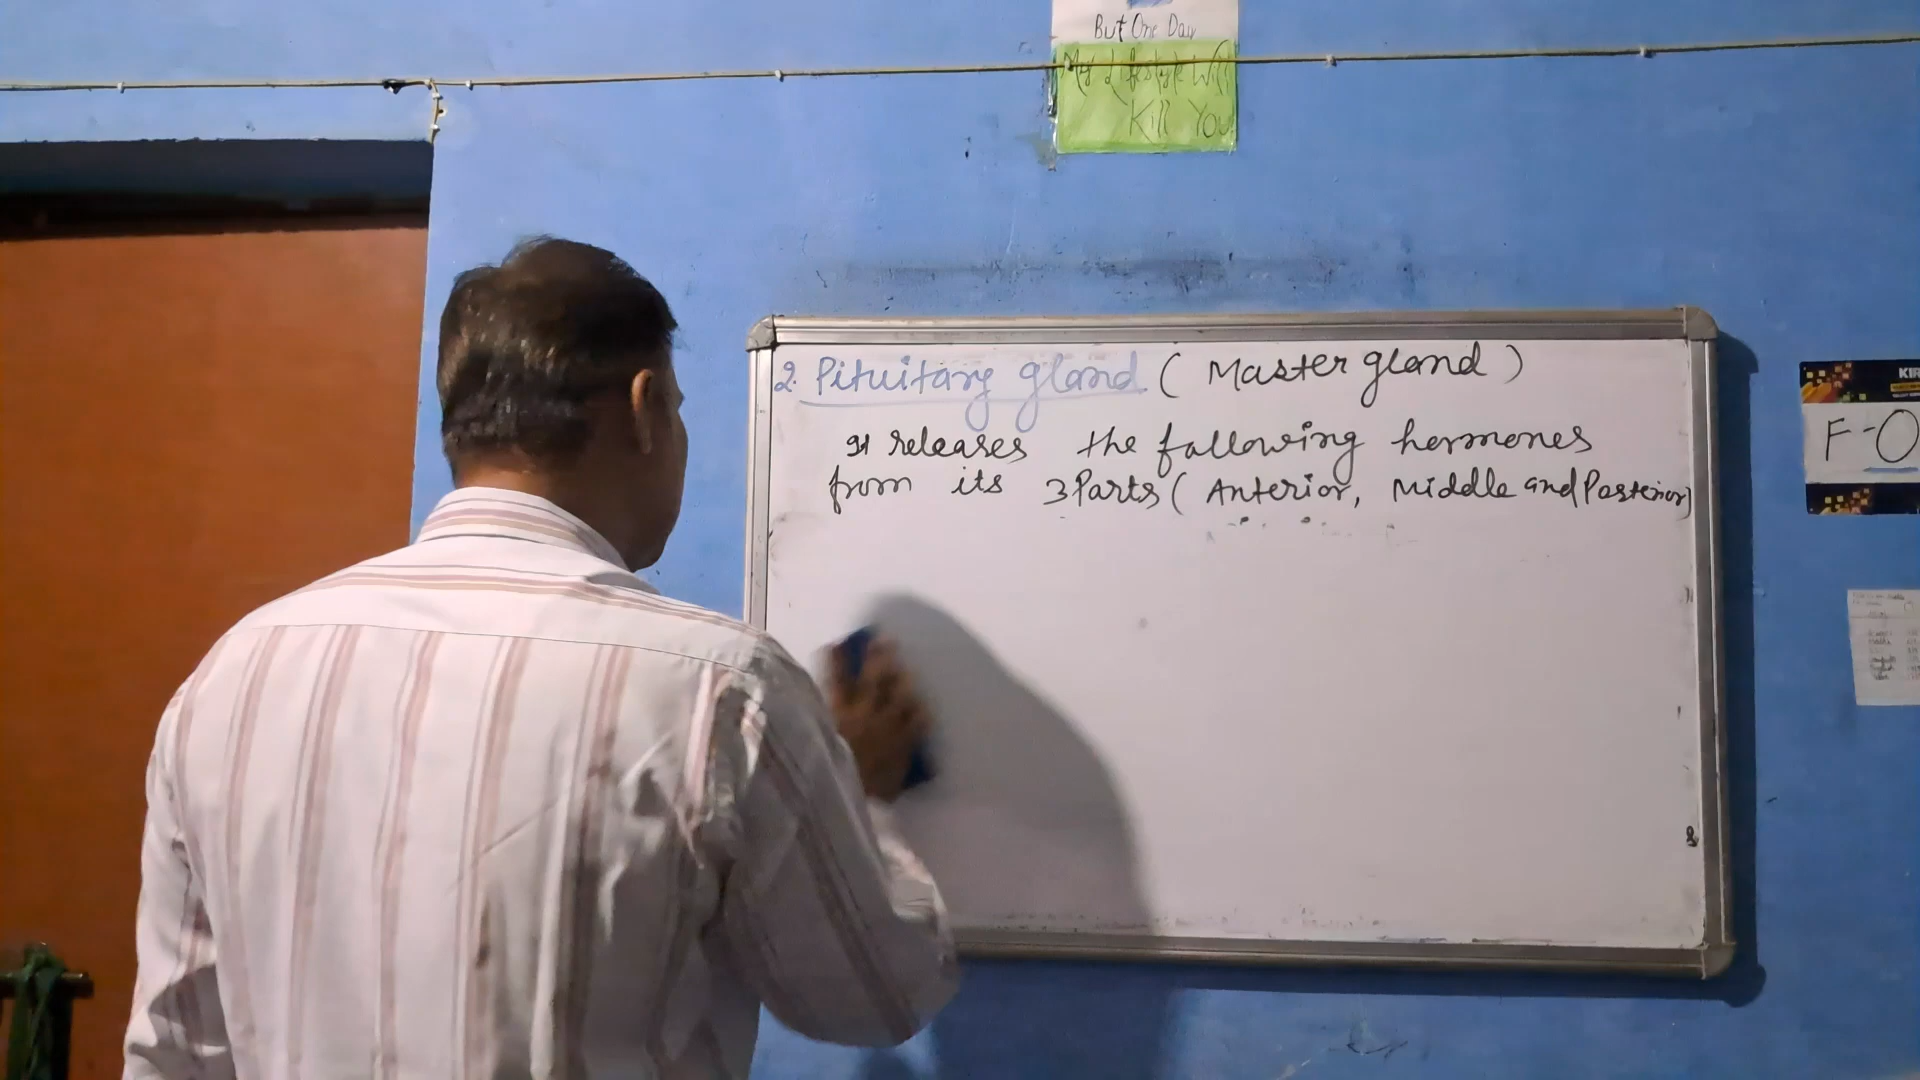 But One Day
My Lifestyle Will
Kill You
2. Pituitary gland (Master gland)
It releases the following hormones
from its 3 Parts (Anterior, Middle and Posterior)
KIR
F-O